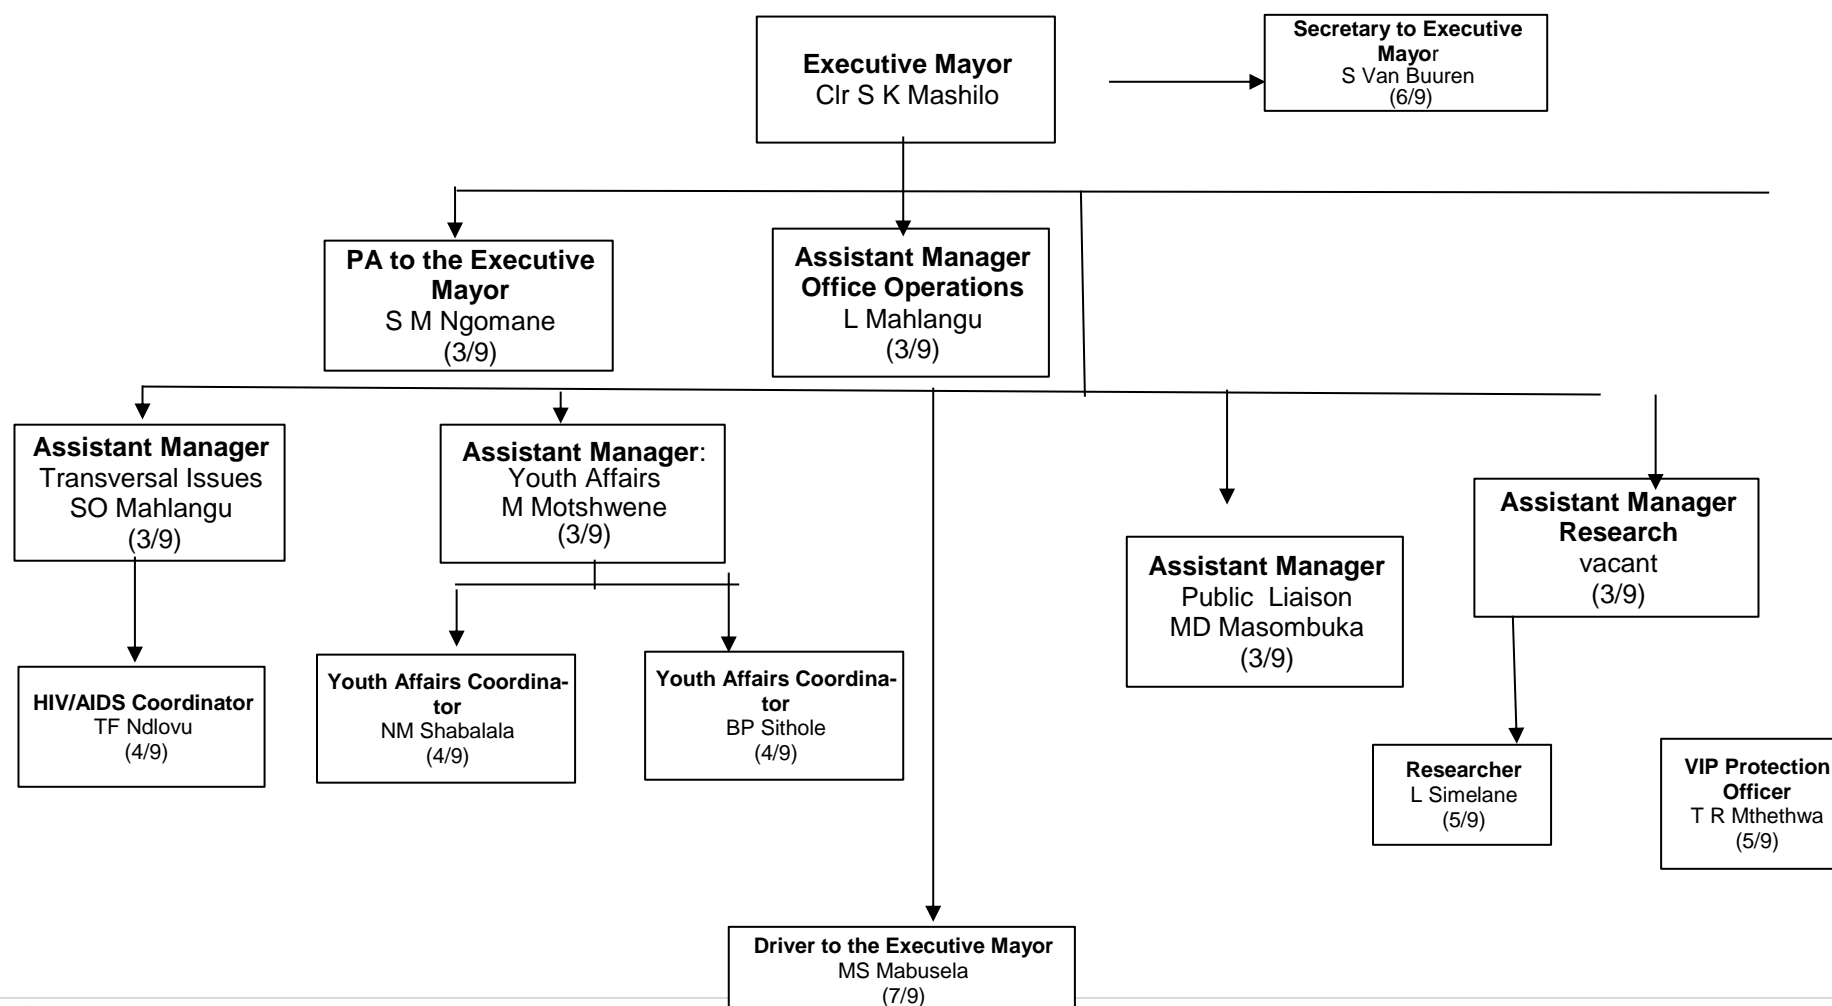 Executive Mayor
Clr S K Mashilo
Secretary to Executive
Mayor
S Van Buuren
(6/9)
PA to the Executive
Mayor
S M Ngomane
(3/9)
Assistant Manager
Office Operations
L Mahlangu
(3/9)
Assistant Manager
Transversal Issues
SO Mahlangu
(3/9)
Assistant Manager:
Youth Affairs
M Motshwene
(3/9)
Assistant Manager
Public Liaison
MD Masombuka
(3/9)
Assistant Manager
Research
vacant
(3/9)
HIV/AIDS Coordinator
TF Ndlovu
(4/9)
Youth Affairs Coordina-
tor
NM Shabalala
(4/9)
Youth Affairs Coordina-
tor
BP Sithole
(4/9)
Researcher
L Simelane
(5/9)
VIP Protection
Officer
T R Mthethwa
(5/9)
Driver to the Executive Mayor
MS Mabusela
(7/9)